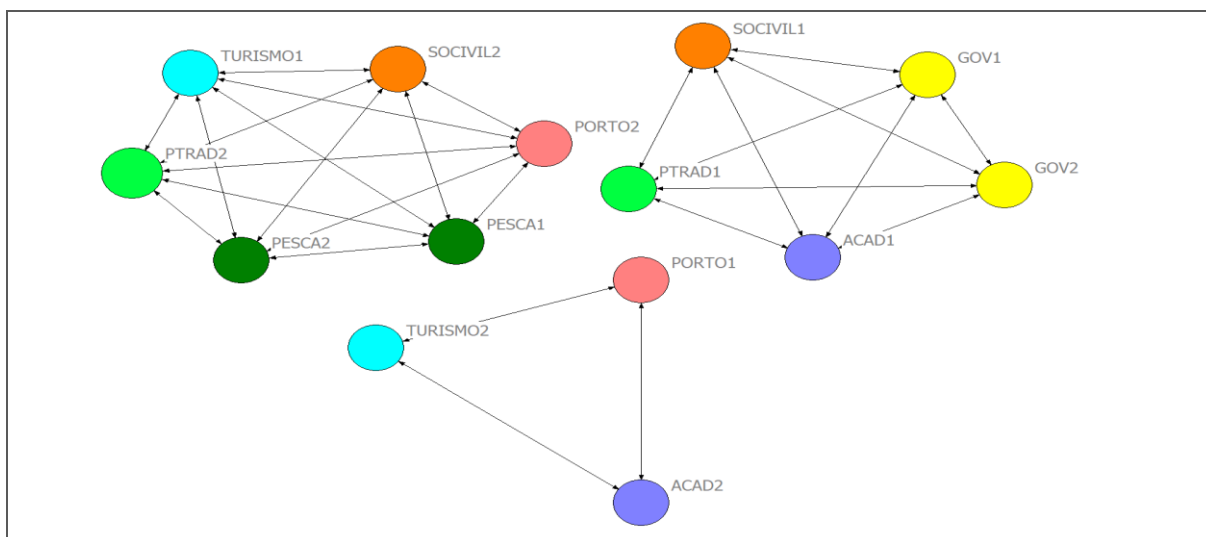 TURISMO1
SOCIVIL2
PORTO2
PTRAD2
PESCA1
PESCA2
SOCIVIL1
GOV1
PTRAD1
GOV2
ACAD1
PORTO1
TURISMO2
ACAD2